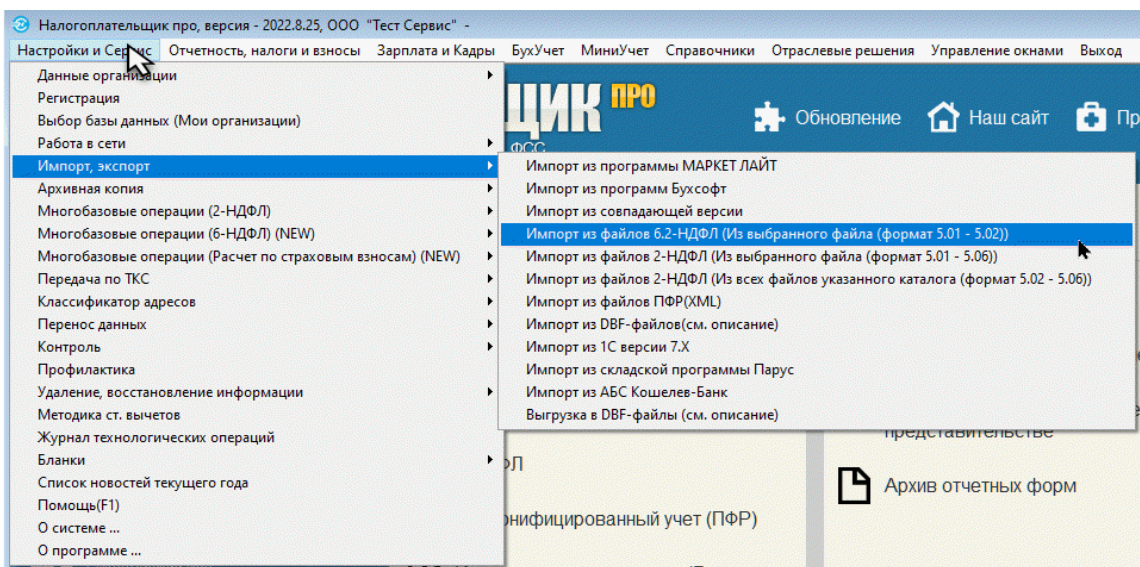 Налогоплательщик про, версия - 2022.8.25, ООО "Тест Сервис" -
Настройки и Сервис Отчетность, налоги и взносы Зарплата и Кадры БухУчет МиниУчет Справочники Отраслевые решения Управление окнами Выход
Данные организации
Регистрация
Выбор базы данных (Мои организации)
Работа в сети
Импорт, экспорт
Архивная копия
Многобазовые операции (2-НДФЛ)
Многобазовые операции (6-НДФЛ) (NEW)
Многобазовые операции (Расчет по страховым взносам) (NEW)
Передача по ТКС
Классификатор адресов
Перенос данных
Контроль
Профилактика
Удаление, восстановление информации
Методика ст. вычетов
Журнал технологических операций
Бланки
Список новостей текущего года
Помощь(F1)
О системе ...
О программе ...
ЩИК ПРО
ФСС
Обновление Наш сайт Пр
Импорт из программы МАРКЕТ ЛАЙТ
Импорт из программ Бухсофт
Импорт из совпадающей версии
Импорт из файлов 6.2-НДФЛ (Из выбранного файла (формат 5.01 - 5.02))
Импорт из файлов 2-НДФЛ (Из выбранного файла (формат 5.01 - 5.06))
Импорт из файлов 2-НДФЛ (Из всех файлов указанного каталога (формат 5.02 - 5.06))
Импорт из файлов ПФР(XML)
Импорт из DBF-файлов(см. описание)
Импорт из 1С версии 7.X
Импорт из складской программы Парус
Импорт из АБС Кошелев-Банк
Выгрузка в DBF-файлы (см. описание)
представительстве
ФЛ
Архив отчетных форм
рнифицированный учет (ПФР)